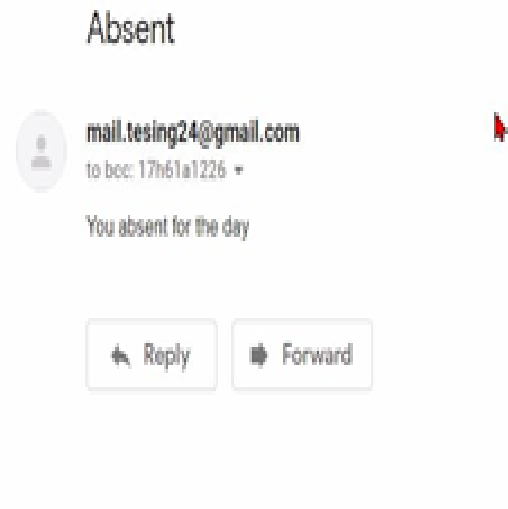 Absent
mail.tesing24@gmail.com
to bcc: 17h61a1226
You absent for the day
Reply
Forward